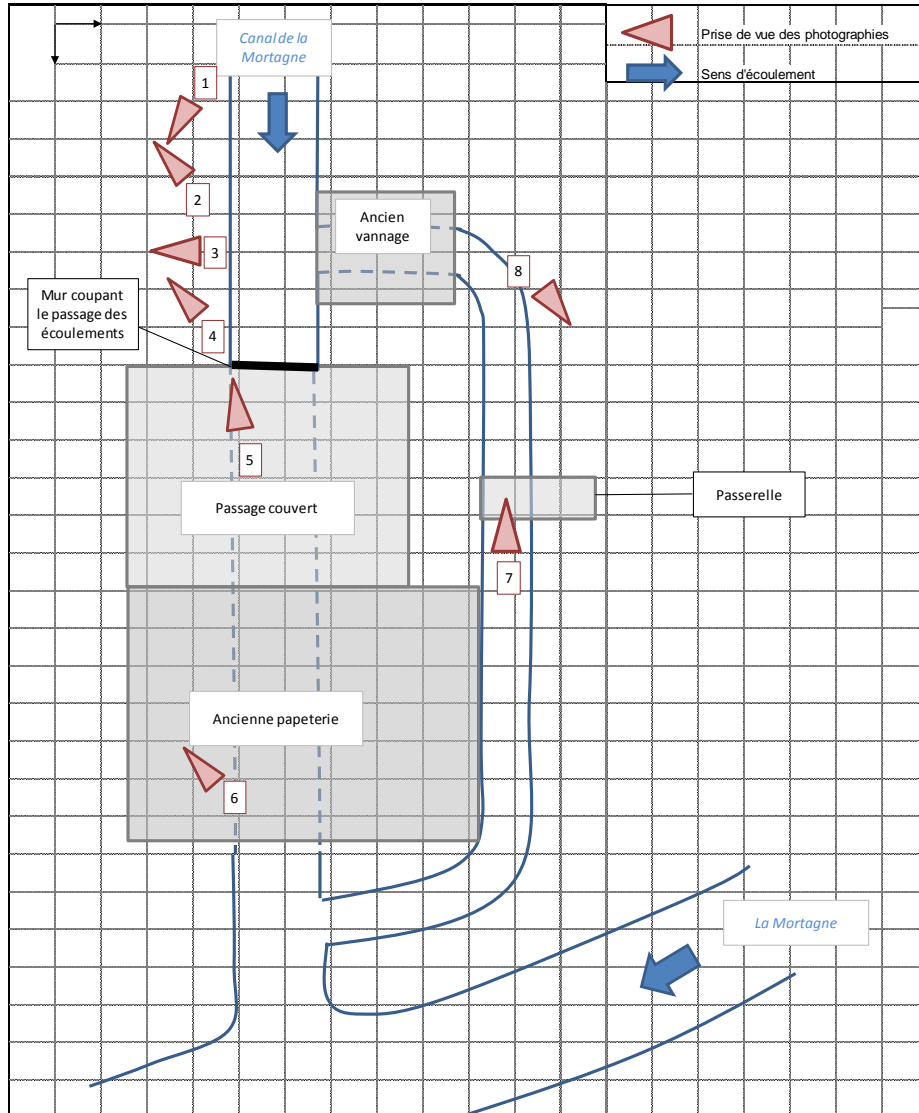 Canal de la
Mortagne
Prise de vue des photographies
Sens d'écoulement
1
2
3
4
Ancien
vannage
8
Mur coupant
le passage des
écoulements
5
Passage couvert
Passerelle
7
Ancienne papeterie
6
La Mortagne